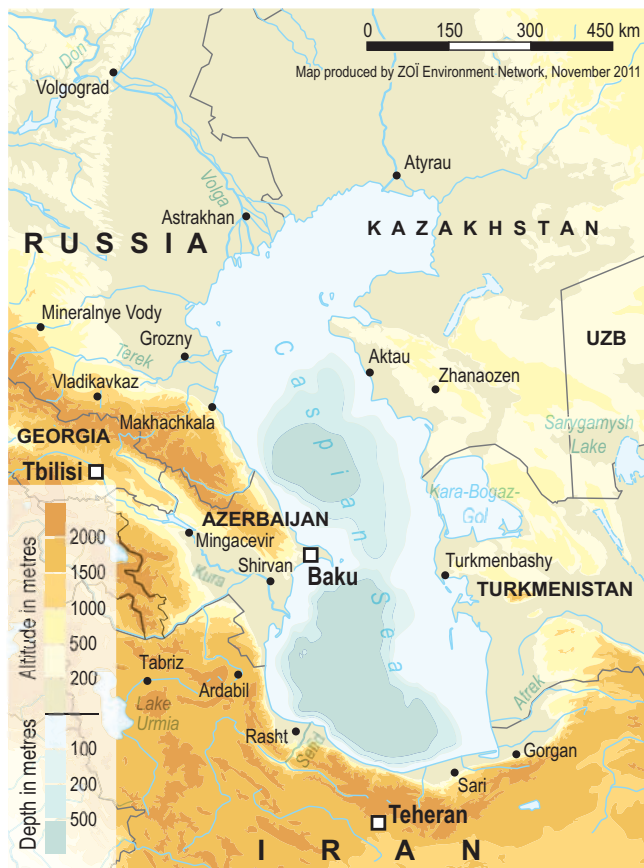 0 150 300 450 km
Map produced by ZOÏ Environment Network, November 2011
Don
Volgograd
Atyrau
Volga
Astrakhan
KAZAKHSTAN
RUSSIA
Mineralnye Vody
UZB
Grozny
Terek
Aktau
Zhanaozen
Vladikavkaz
Makhachkala
Caspian Sea
Sarygamysh
Lake
GEORGIA
Tbilisi
Kara-Bogaz-
Gol
AZERBAIJAN
Mingacevir
Baku
Turkmenbashy
Shirvan
Kura
TURKMENISTAN
Altitude in metres
2000
1500
1000
500
200
Depth in metres
100
200
500
Tabriz
Ardabil
Lake
Urmia
Atrak
Rasht
Sefid
Gorgan
Sari
Teheran
IRAN